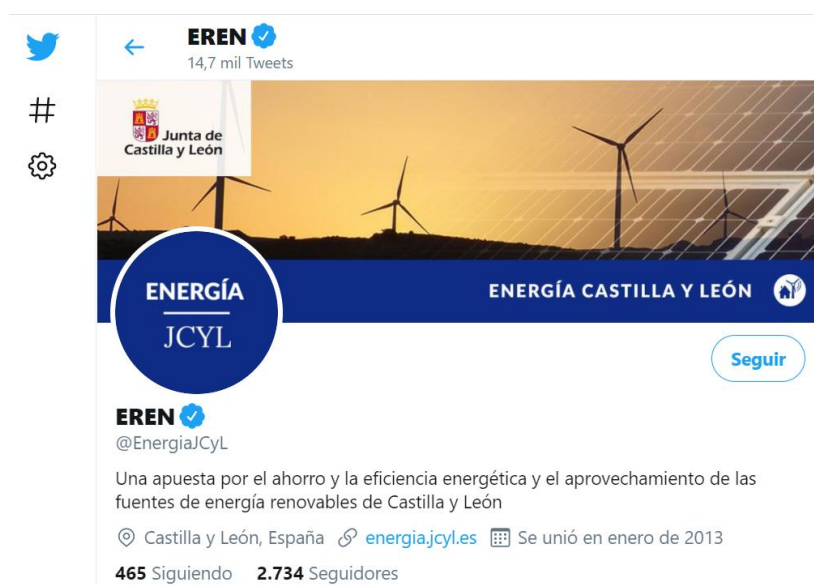 EREN
14,7 mil Tweets
Junta de
Castilla y León
ENERGÍA
JCYL
ENERGÍA CASTILLA Y LEÓN
Seguir
EREN
@EnergiaJCyL
Una apuesta por el ahorro y la eficiencia energética y el aprovechamiento de las
fuentes de energía renovables de Castilla y León
Castilla y León, España energia.jcyl.es Se unió en enero de 2013
465 Siguiendo 2.734 Seguidores